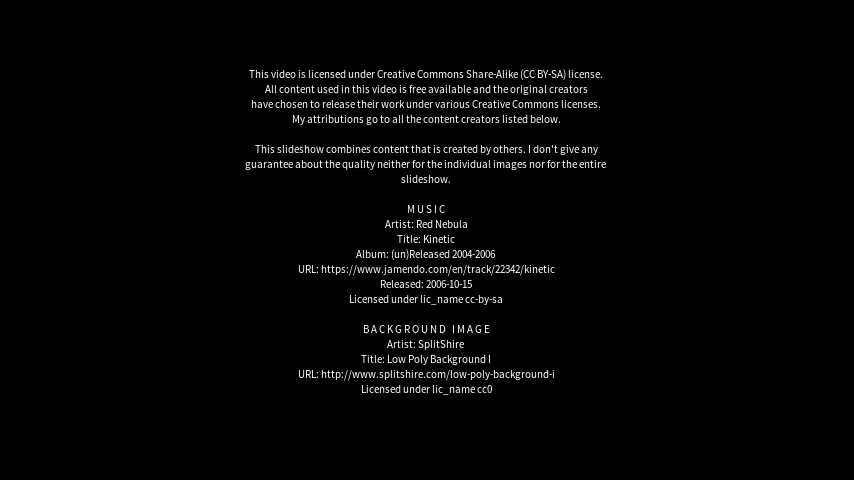 This video is licensed under Creative Commons Share-Alike (CC BY-SA) license.
All content used in this video is free available and the original creators
have chosen to release their work under various Creative Commons licenses.
My attributions go to all the content creators listed below.
This slideshow combines content that is created by others. I don't give any
guarantee about the quality neither for the individual images nor for the entire
slideshow.
MUSIC
Artist: Red Nebula
Title: Kinetic
Album: (un)Released 2004-2006
URL: https://www.jamendo.com/en/track/22342/kinetic
Released: 2006-10-15
Licensed under lic_name cc-by-sa
BACKGROUND IMAGE
Artist: SplitShire
Title: Low Poly Background I
URL: http://www.splitshire.com/low-poly-background-i
Licensed under lic_name cc0